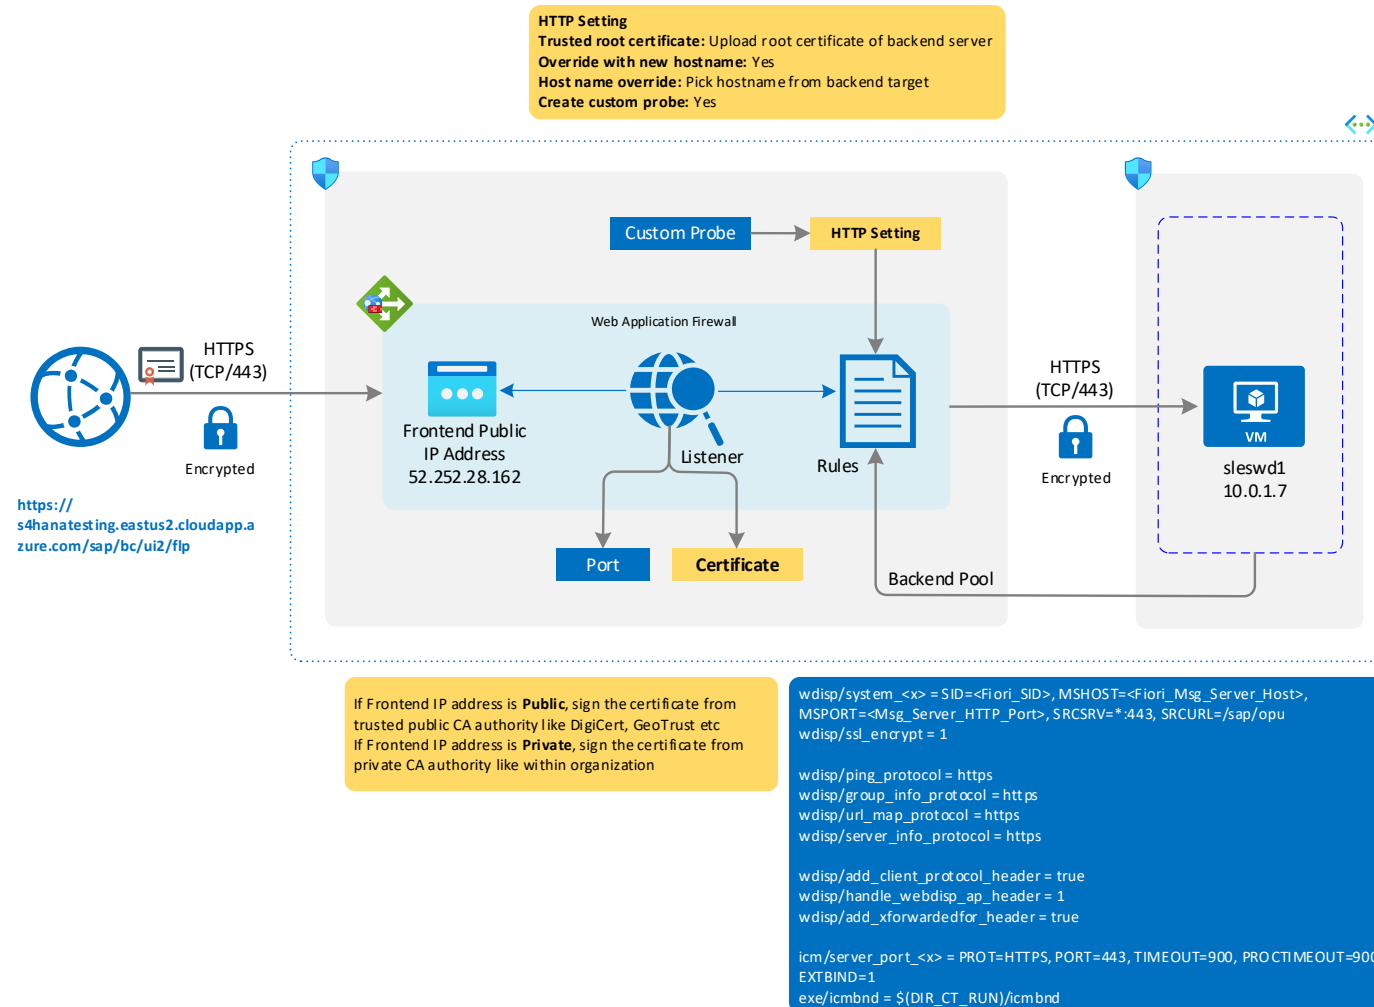 HTTP Setting
Trusted root certificate: Upload root certificate of backend server
Override with new hostname: Yes
Host name override: Pick hostname from backend target
Create custom probe: Yes
Custom Probe
HTTP Setting
Web Application Firewall
HTTPS
(TCP/443)
Encrypted
https://
s4hanatesting.eastus2.cloudapp.a
zure.com/sap/bc/ui2/flp
Frontend Public
IP Address
52.252.28.162
Listener
Rules
HTTPS
(TCP/443)
Encrypted
VM
sleswd1
10.0.1.7
Port
Certificate
Backend Pool
If Frontend IP address is Public, sign the certificate from
trusted public CA authority like DigiCert, GeoTrust etc
If Frontend IP address is Private, sign the certificate from
private CA authority like within organization
wdisp/system_<x> = SID=<Fiori_SID>, MSHOST=<Fiori_Msg_Server_Host>,
MSPORT=<Msg_Server_HTTP_Port>, SRCSRV=*:443, SRCURL=/sap/opu
wdisp/ssl_encrypt = 1
wdisp/ping_protocol = https
wdisp/group_info_protocol = https
wdisp/url_map_protocol = https
wdisp/server_info_protocol = https
wdisp/add_client_protocol_header = true
wdisp/handle_webdisp_ap_header = 1
wdisp/add_xforwardedfor_header = true
icm/server_port_<x> = PROT=HTTPS, PORT=443, TIMEOUT=900, PROCTIMEOUT=900
EXTBIND=1
exe/icmbnd = $(DIR_CT_RUN)/icmbnd